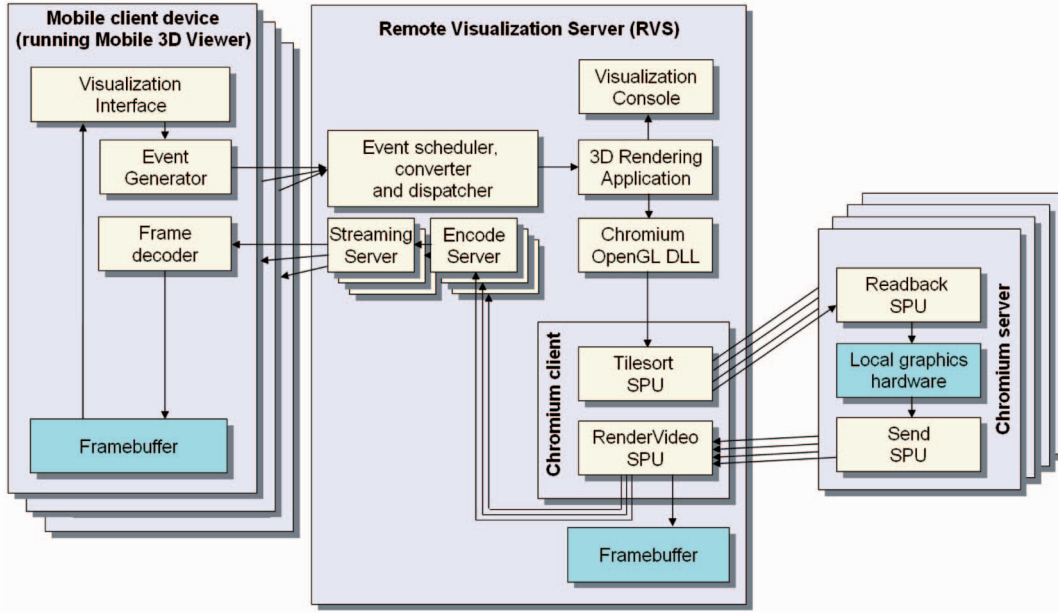 Mobile client device
(running Mobile 3D Viewer)
Visualization
Interface
Event
Generator
Frame
decoder
Framebuffer
Remote Visualization Server (RVS)
Visualization
Console
Event scheduler,
converter
and dispatcher
3D Rendering
Application
Streaming
Server
Encode
Server
Chromium
OpenGL DLL
Chromium client
Tilesort
SPU
RenderVideo
SPU
Framebuffer
Readback
SPU
Local graphics
hardware
Send
SPU
Chromium server